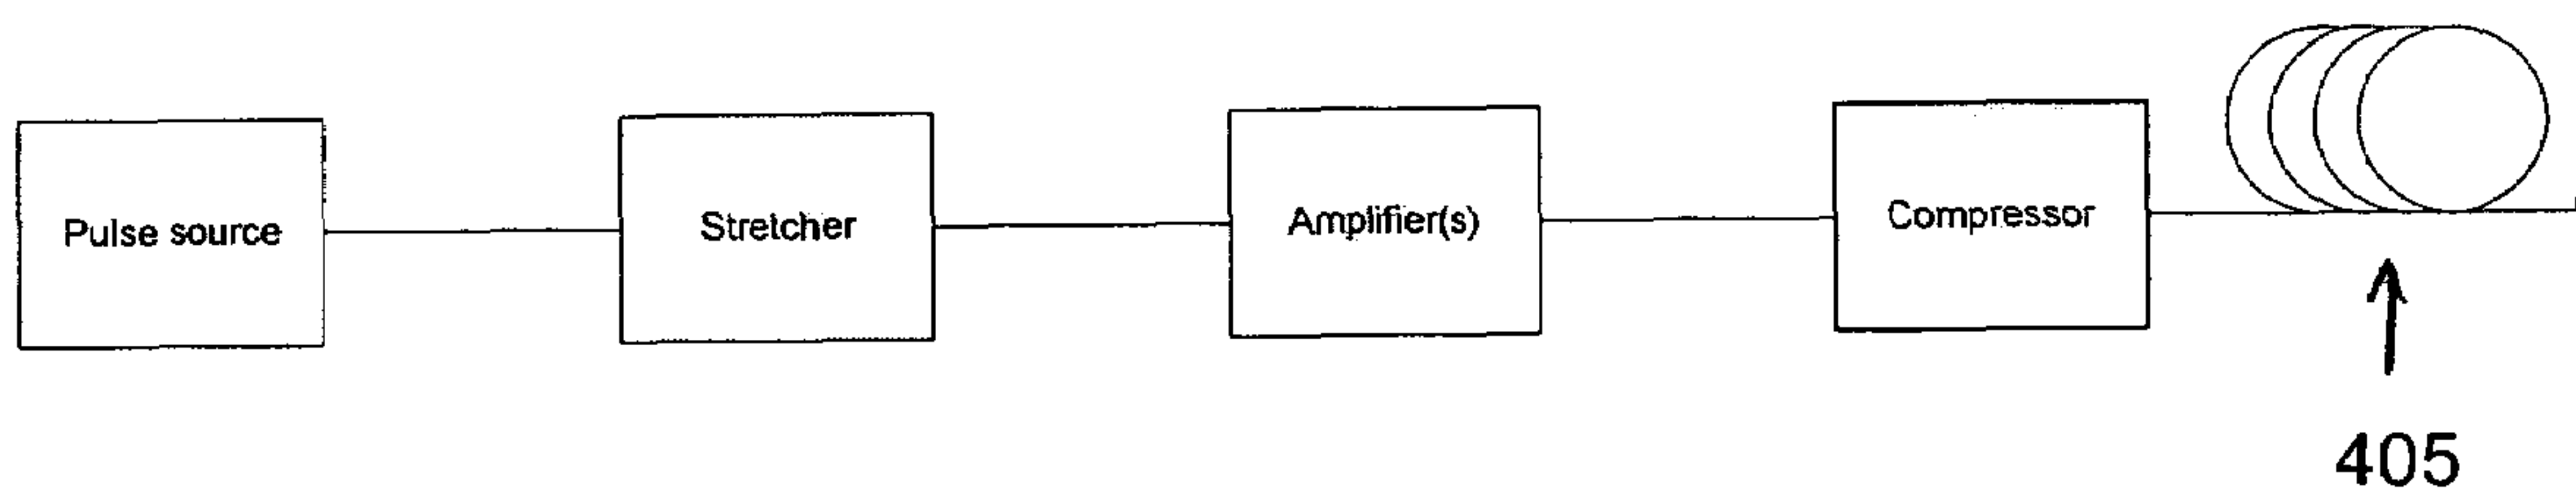 Pulse source
Stretcher
Amplifier(s)
Compressor
405